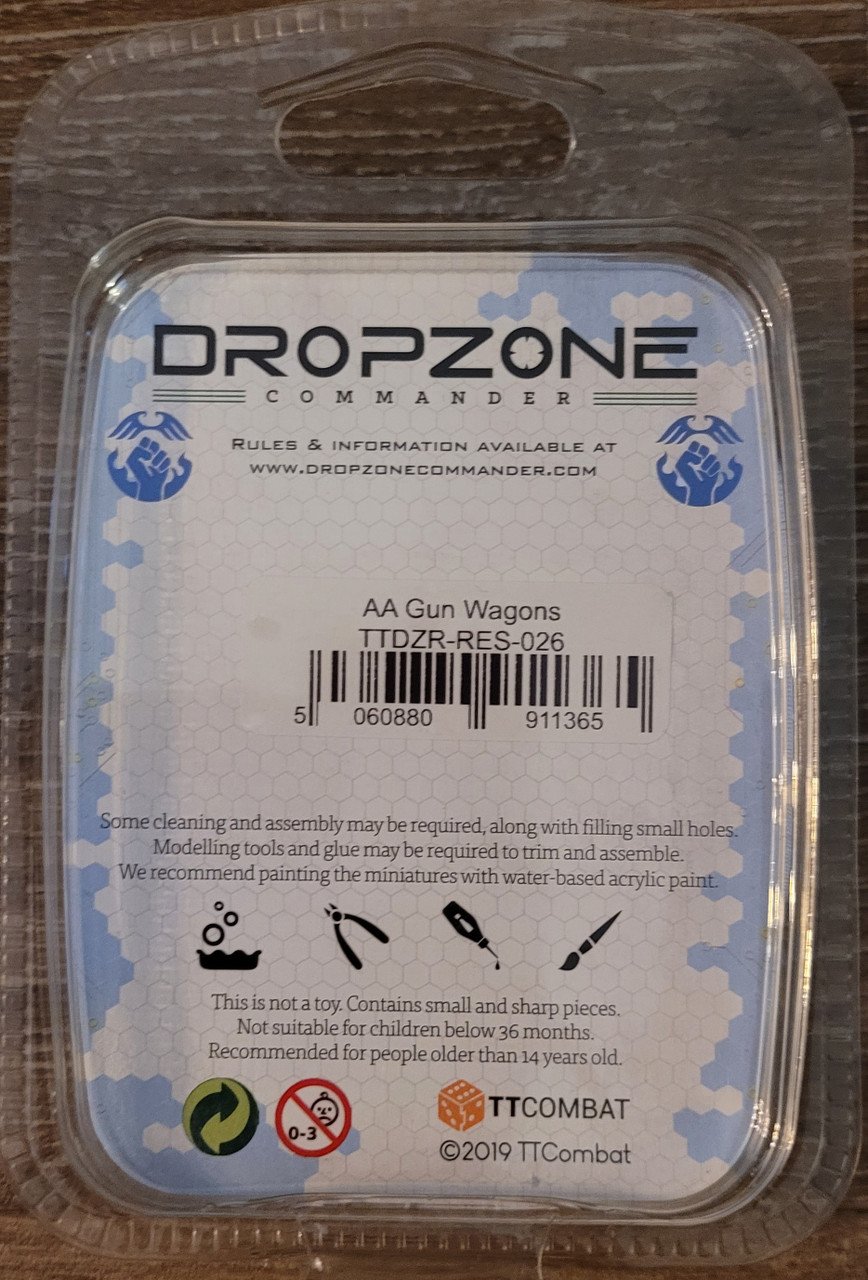 DROPZONE
COMMANDER
RULES & INFORMATION AVAILABLE AT
WWW.DROPZONECOMMANDER.COM
AA Gun Wagons
TTDZR-RES-026
5 060880 911365
Some cleaning and assembly may be required, along with filling small holes.
Modelling tools and glue may be required to trim and assemble.
We recommend painting the miniatures with water-based acrylic paint.
This is not a toy. Contains small and sharp pieces.
Not suitable for children below 36 months.
Recommended for people older than 14 years old.
0-3
TTCOMBAT
©2019 TTCombat